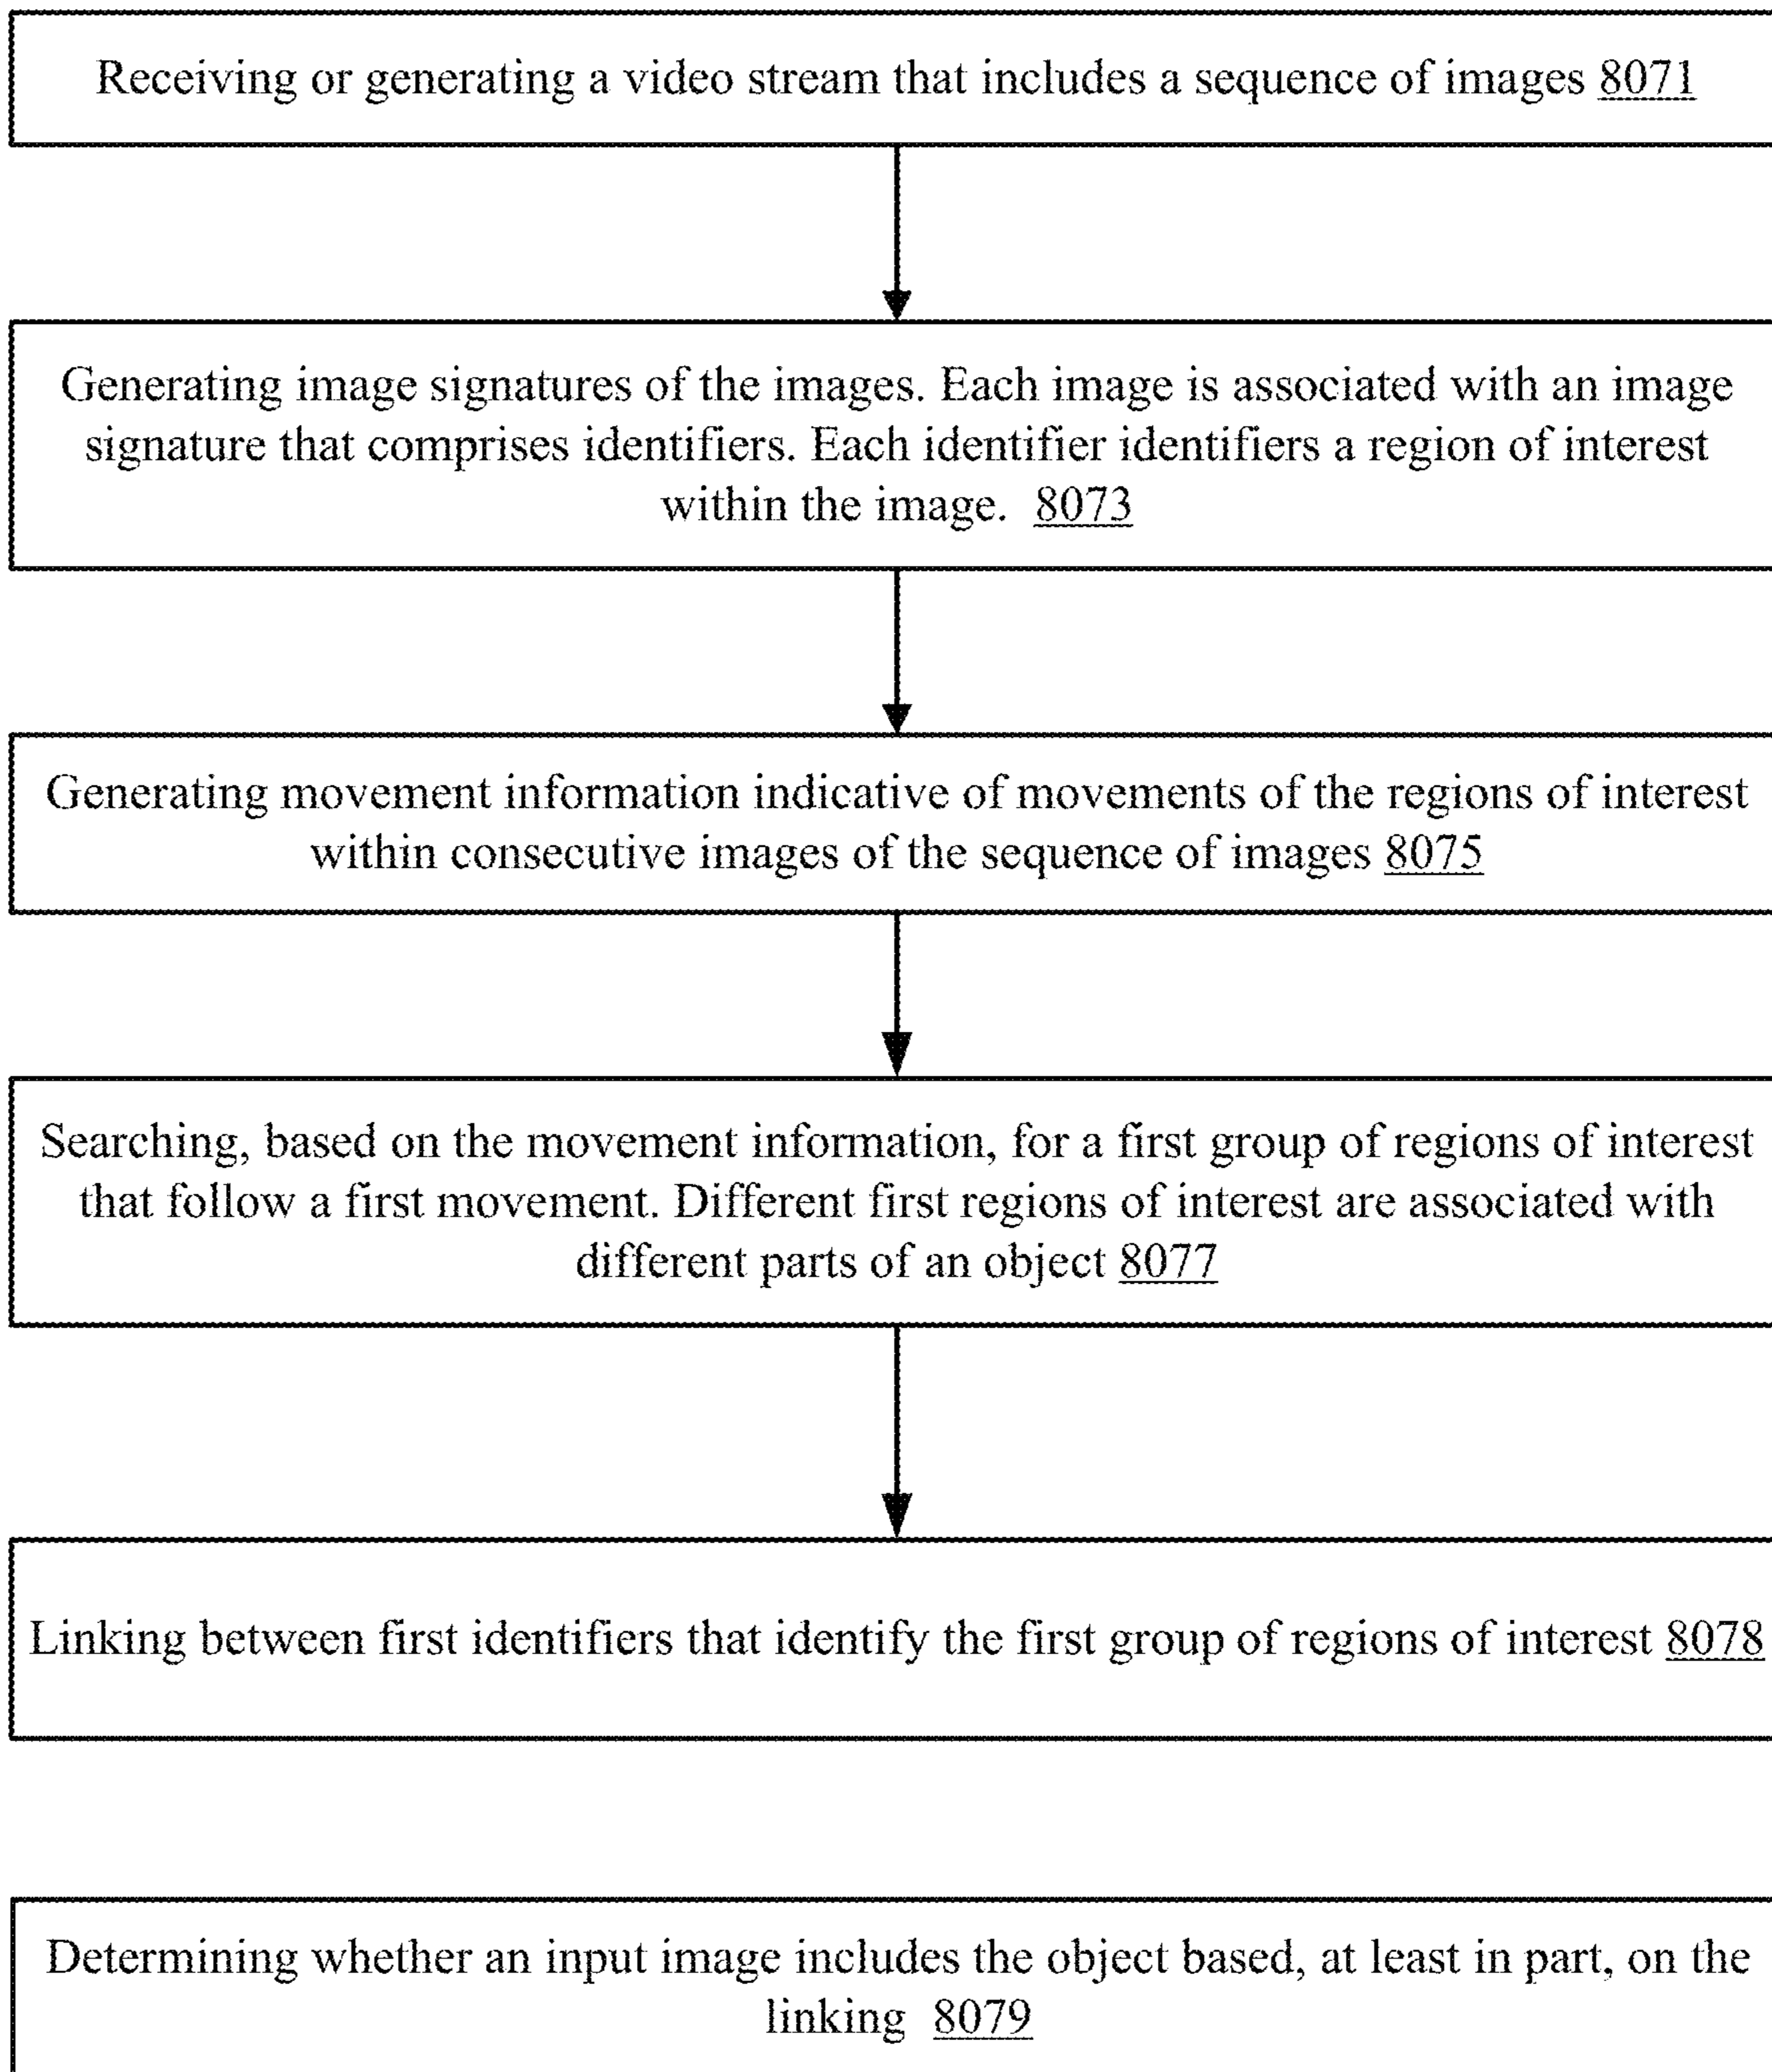 Receiving or generating a video stream that includes a sequence of images 8071
Generating image signatures of the images. Each image is associated with an image
signature that comprises identifiers. Each identifier identifiers a region of interest
within the image. 8073
Generating movement information indicative of movements of the regions of interest
within consecutive images of the sequence of images 8075
Searching, based on the movement information, for a first group of regions of interest
that follow a first movement. Different first regions of interest are associated with
different parts of an object 8077
Linking between first identifiers that identify the first group of regions of interest 8078
Determining whether an input image includes the object based, at least in part, on the
linking 8079